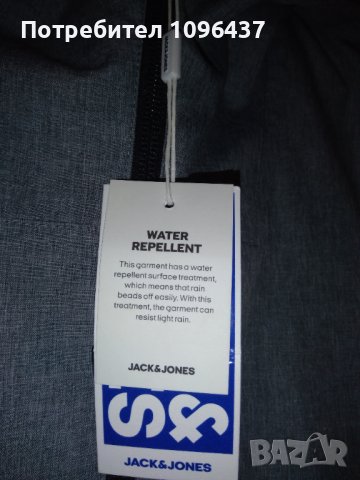 Потребител 1096437
WATER
REPELLENT
This garment has a water
repellent surface treatment,
which means that rain
beads off easily. With this
treatment, the garment can
resist light rain.
JACK&JONES
JACK&JONES
BAZAR